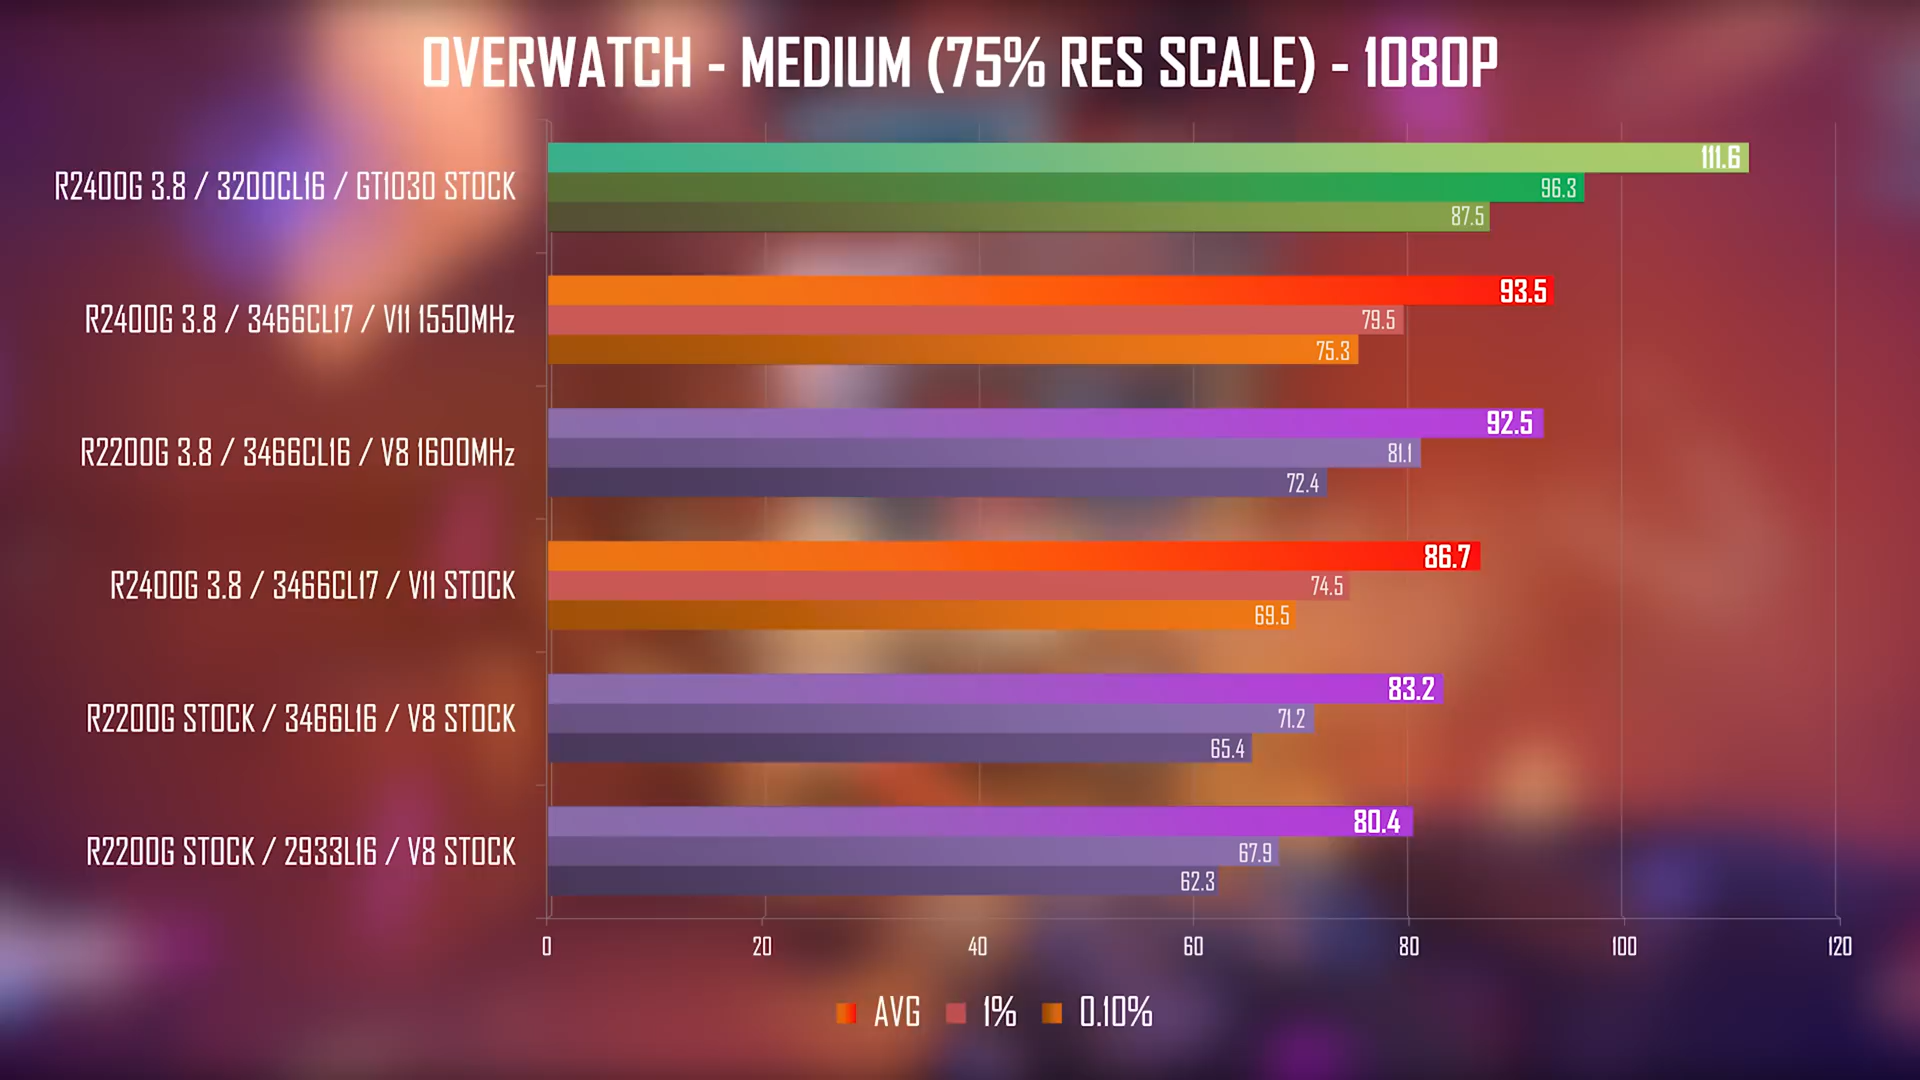 OVERWATCH - MEDIUM (75% RES SCALE) - 1080P
R2400G 3.8 / 3200CL16 / GT1030 STOCK
111.6
96.3
87.5
R2400G 3.8 / 3466CL17 / V11 1550MHz
93.5
79.5
75.3
R2200G 3.8 / 3466CL16 / V8 1600MHz
92.5
81.1
72.4
R2400G 3.8 / 3466CL17 / V11 STOCK
86.7
74.5
69.5
R2200G STOCK / 3466L16 / V8 STOCK
83.2
71.2
65.4
R2200G STOCK / 2933L16 / V8 STOCK
80.4
67.9
62.3
0 20 40 60 80 100 120
AVG 1% 0.10%